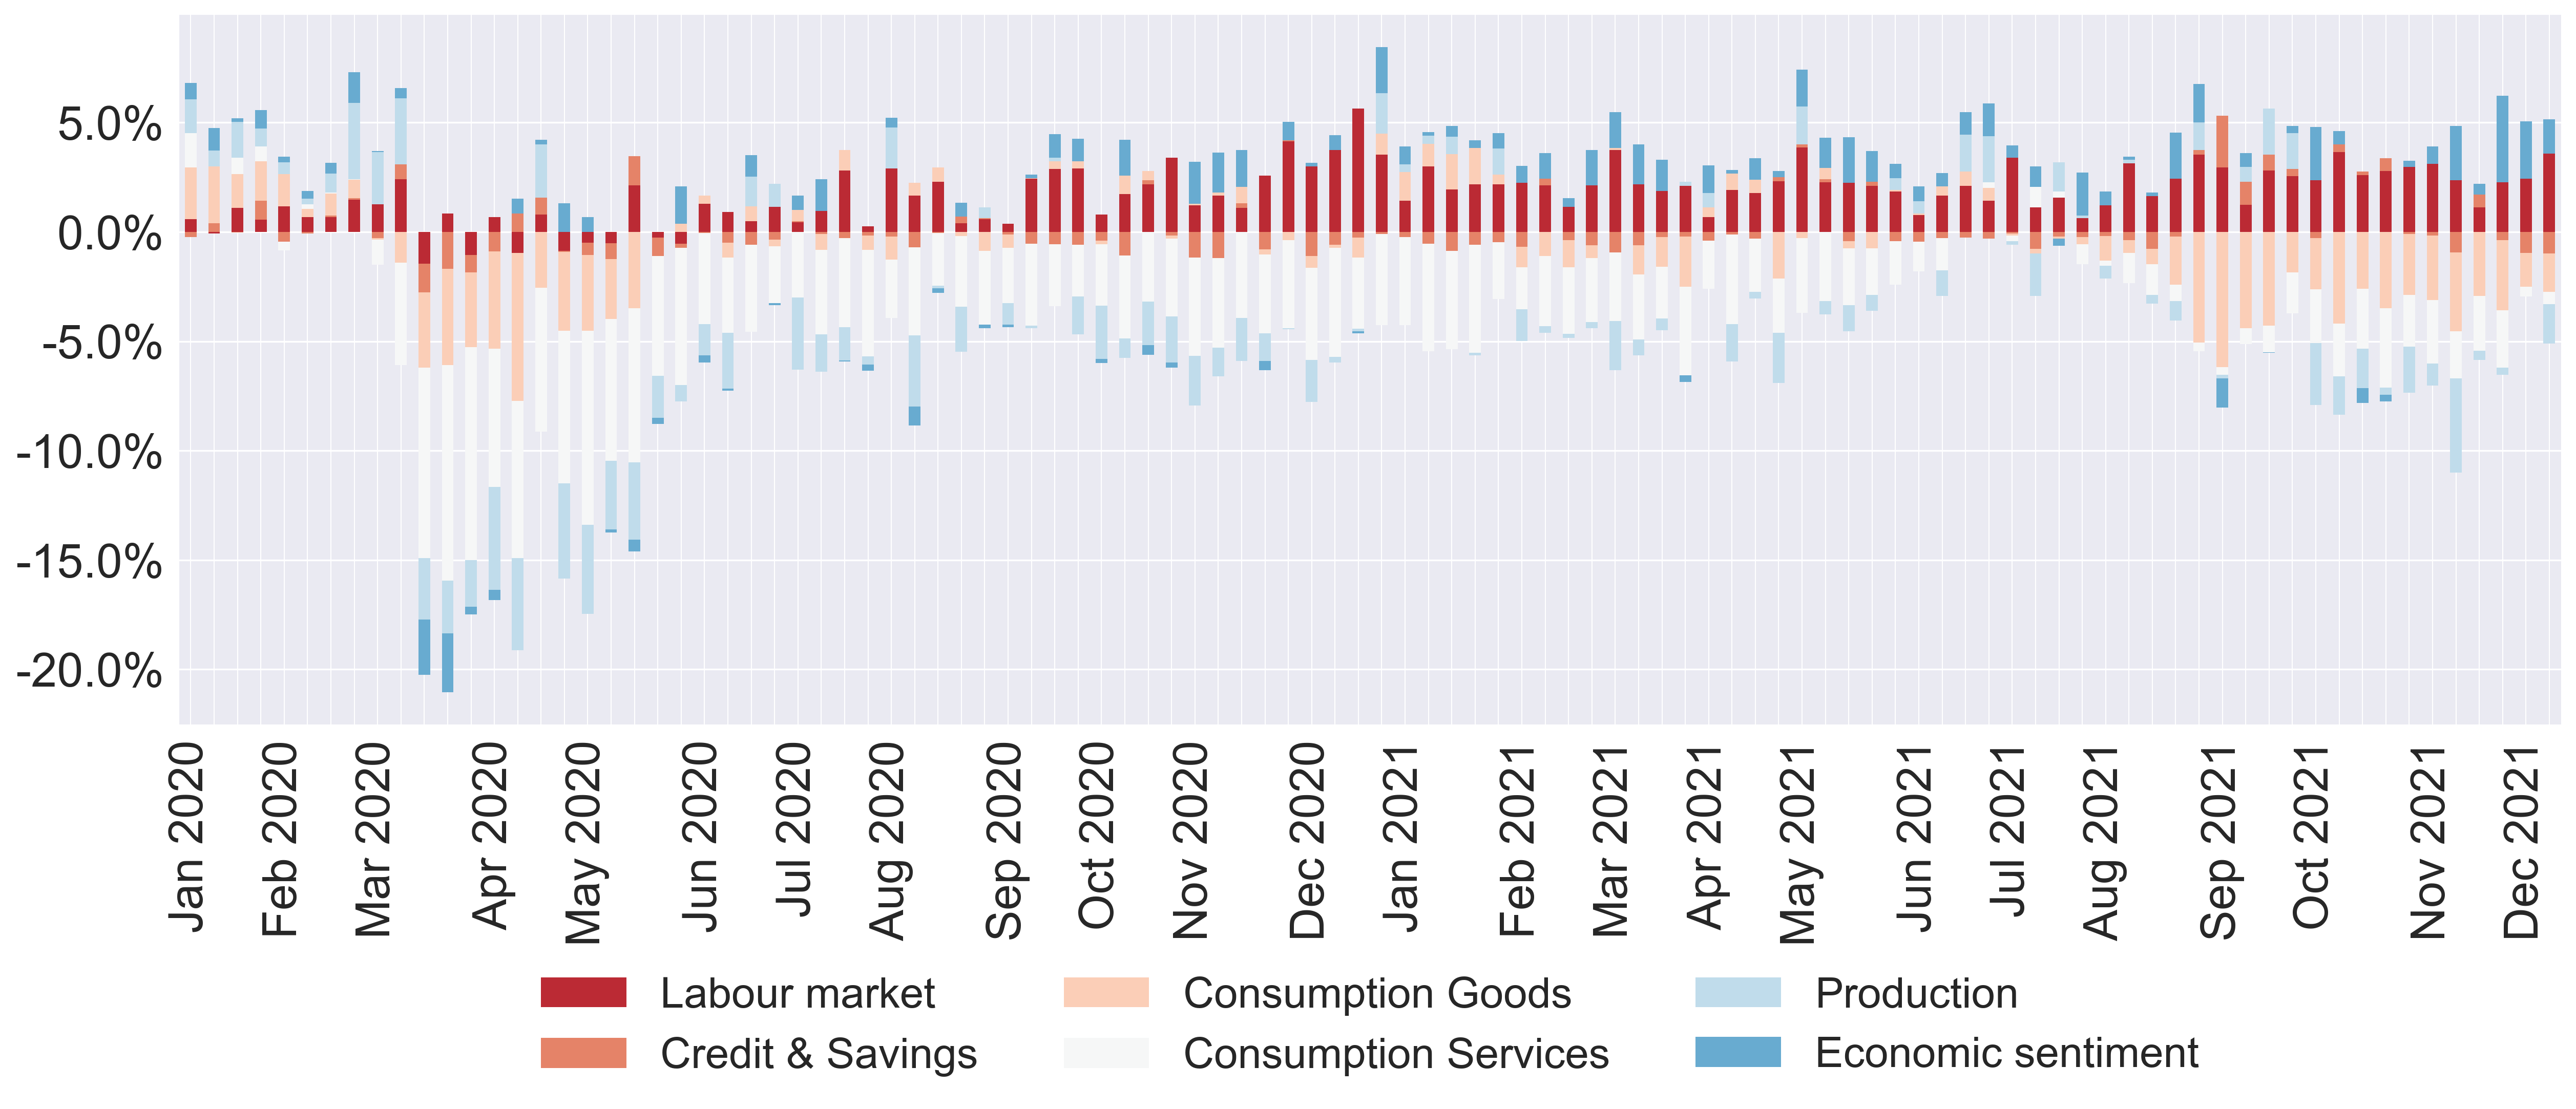 5.0%
0.0%
-5.0%
-10.0%
-15.0%
-20.0%
Jan 2020
Feb 2020
Mar 2020
Apr 2020
May 2020
Jun 2020
Jul 2020
Aug 2020
Sep 2020
Oct 2020
Nov 2020
Dec 2020
Jan 2021
Feb 2021
Mar 2021
Apr 2021
May 2021
Jun 2021
Jul 2021
Aug 2021
Sep 2021
Oct 2021
Nov 2021
Dec 2021
Labour market
Credit & Savings
Consumption Goods
Consumption Services
Production
Economic sentiment